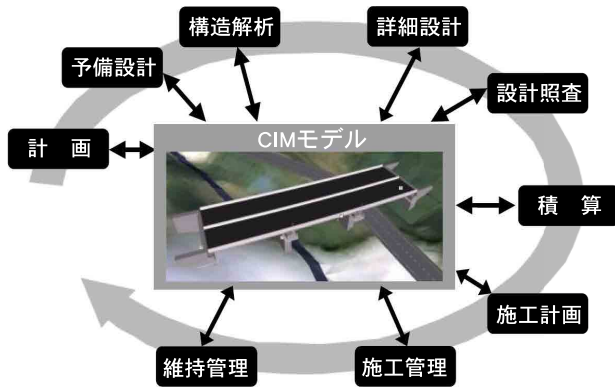 計　画
予備設計
構造解析
詳細設計
設計照査
積　算
施工計画
施工管理
維持管理
CIMモデル